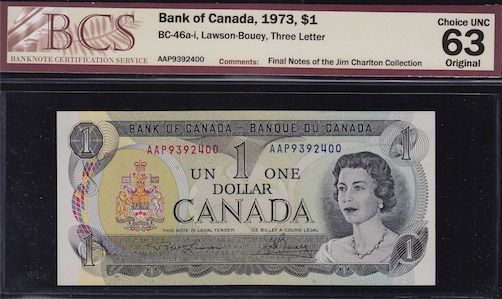 BCS
BANKNOTE CERTIFICATION SERVICE
Bank of Canada, 1973, $1
BC-46a-i, Lawson-Bouey, Three Letter
AAP9392400
Comments: Final Notes of the Jim Charlton Collection
Choice UNC
63
Original
BANK OF CANADA - BANQUE DU CANADA
1
1
AAP9392400
1
AAP9392400
UN
ONE
DOLLAR
CANADA
THIS NOTE IS LEGAL TENDER
CE BILLET A COURS LÉGAL
1
1